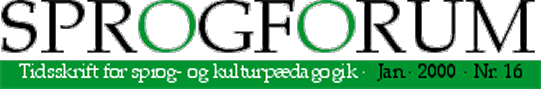 SPROGFORUM
Tidsskrift for sprog- og kulturpædagogik · Jan · 2000 · Nr. 16